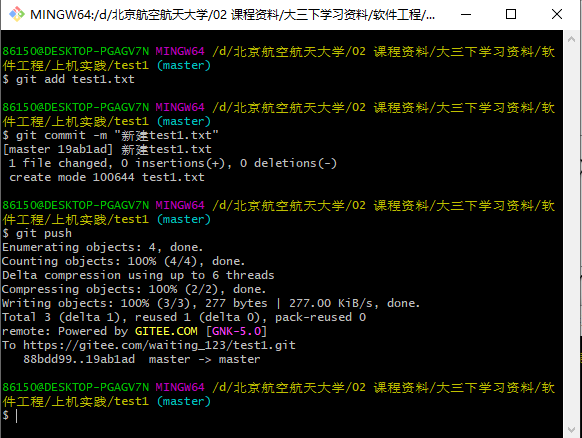 MINGW64:/d/北京航空航天大学/02 课程资料/大三下学习资料/软件工程/...
86150@DESKTOP-PGAGV7N MINGW64 /d/北京航空航天大学/02 课程资料/大三下学习资料/软
件工程/上机实践/test1 (master)
$ git add test1.txt
86150@DESKTOP-PGAGV7N MINGW64 /d/北京航空航天大学/02 课程资料/大三下学习资料/软
件工程/上机实践/test1 (master)
$ git commit -m "新建test1.txt"
[master 19ab1ad] 新建test1.txt
 1 file changed, 0 insertions(+), 0 deletions(-)
 create mode 100644 test1.txt
86150@DESKTOP-PGAGV7N MINGW64 /d/北京航空航天大学/02 课程资料/大三下学习资料/软
件工程/上机实践/test1 (master)
$ git push
Enumerating objects: 4, done.
Counting objects: 100% (4/4), done.
Delta compression using up to 6 threads
Compressing objects: 100% (2/2), done.
Writing objects: 100% (3/3), 277 bytes | 277.00 KiB/s, done.
Total 3 (delta 1), reused 1 (delta 0), pack-reused 0
remote: Powered by GITEE.COM [GNK-5.0]
To https://gitee.com/waiting_123/test1.git
   88bdd99..19ab1ad  master -> master
86150@DESKTOP-PGAGV7N MINGW64 /d/北京航空航天大学/02 课程资料/大三下学习资料/软
件工程/上机实践/test1 (master)
$